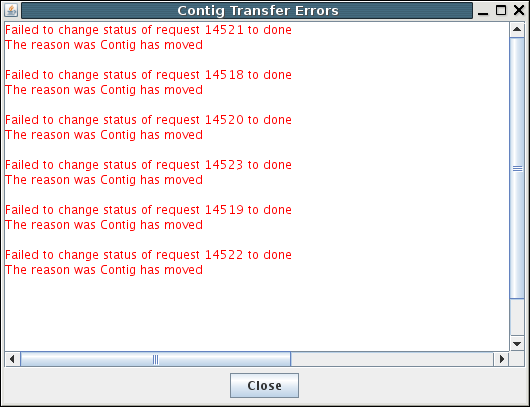 Contig Transfer Errors
Failed to change status of request 14521 to done
The reason was Contig has moved
Failed to change status of request 14518 to done
The reason was Contig has moved
Failed to change status of request 14520 to done
The reason was Contig has moved
Failed to change status of request 14523 to done
The reason was Contig has moved
Failed to change status of request 14519 to done
The reason was Contig has moved
Failed to change status of request 14522 to done
The reason was Contig has moved
Close